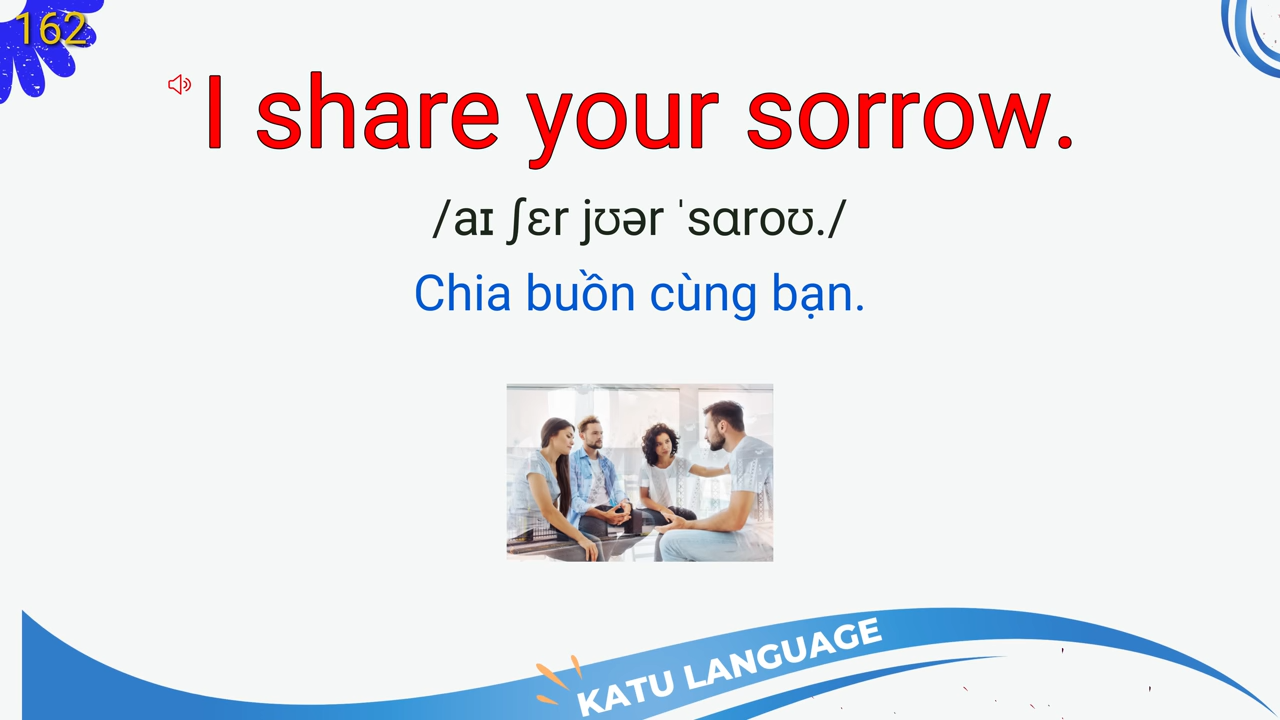 162
I share your sorrow.
/aɪ ʃɛr jʊər ˈsɑroʊ./
Chia buồn cùng bạn.
KATU LANGUAGE